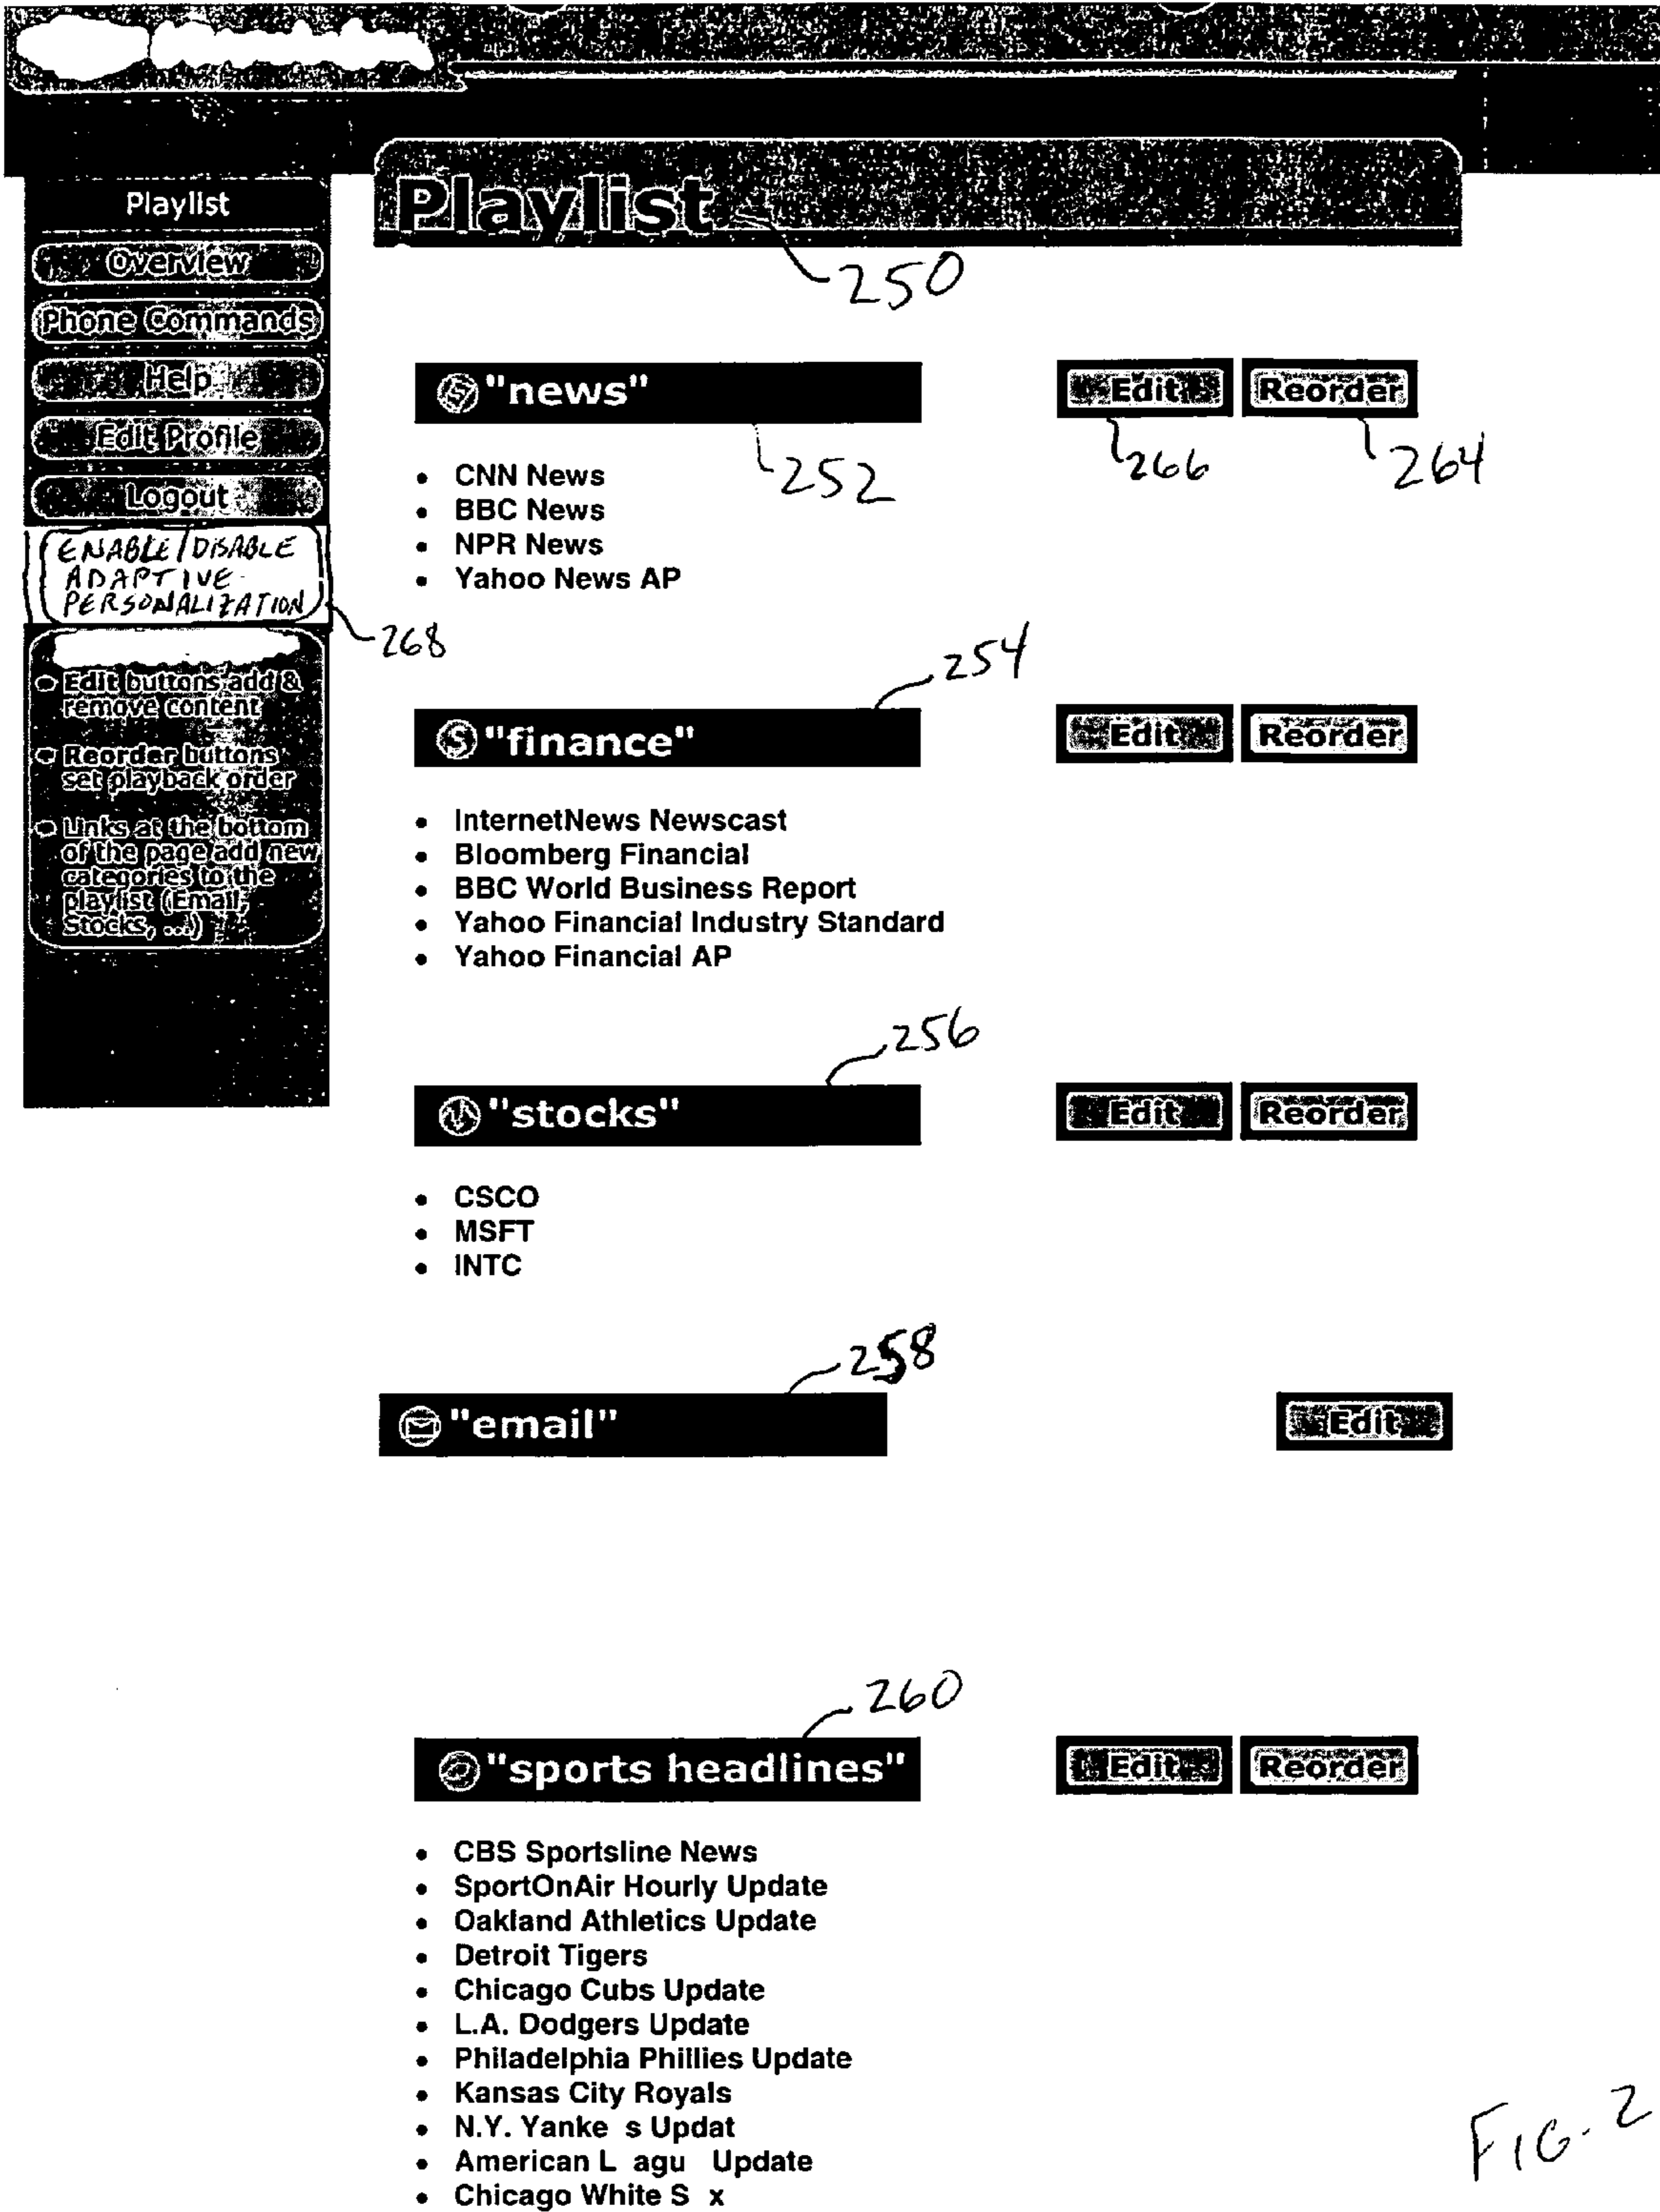 Playlist
Overview
Phone Commands
Help
Edit Profile
Logout
ENABLE/DISABLE
ADAPTIVE
PERSONALIZATION
268
Edit buttons add &
remove content
Reorder buttons
set playback order
Links at the bottom
of the page add new
categories to the
playlist (Email,
Stocks, ...)
Playlist
250
"news" Edit Reorder
252 266 264
• CNN News
• BBC News
• NPR News
• Yahoo News AP
254
"finance" Edit Reorder
• InternetNews Newscast
• Bloomberg Financial
• BBC World Business Report
• Yahoo Financial Industry Standard
• Yahoo Financial AP
256
"stocks" Edit Reorder
• CSCO
• MSFT
• INTC
258
"email" Edit
260
"sports headlines" Edit Reorder
• CBS Sportsline News
• SportOnAir Hourly Update
• Oakland Athletics Update
• Detroit Tigers
• Chicago Cubs Update
• L.A. Dodgers Update
• Philadelphia Phillies Update
• Kansas City Royals
• N.Y. Yanke s Updat
• American L agu Update
• Chicago White S x
FIG. 2